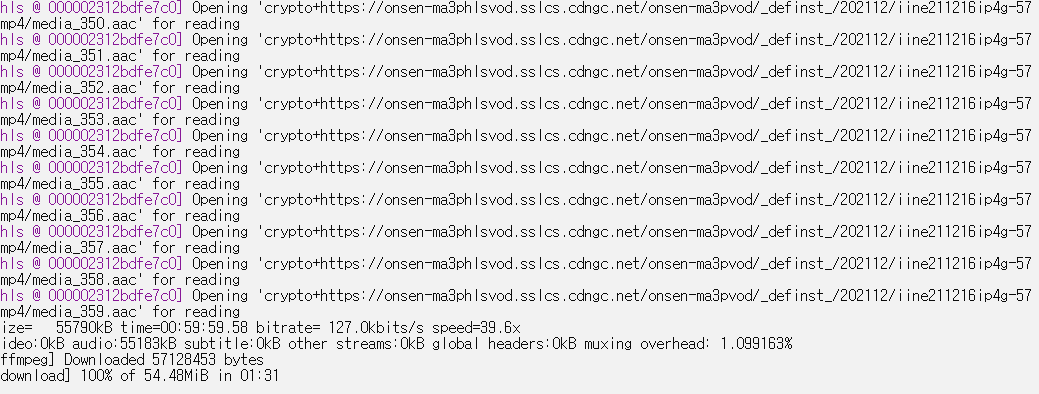 hls @ 000002312bdfe7c0] Opening 'crypto+https://onsen-ma3phlsvod.sslcs.cdngc.net/onsen-ma3pvod/_definst_/202112/iine211216ip4g-57
mp4/media_350.aac' for reading
hls @ 000002312bdfe7c0] Opening 'crypto+https://onsen-ma3phlsvod.sslcs.cdngc.net/onsen-ma3pvod/_definst_/202112/iine211216ip4g-57
mp4/media_351.aac' for reading
hls @ 000002312bdfe7c0] Opening 'crypto+https://onsen-ma3phlsvod.sslcs.cdngc.net/onsen-ma3pvod/_definst_/202112/iine211216ip4g-57
mp4/media_352.aac' for reading
hls @ 000002312bdfe7c0] Opening 'crypto+https://onsen-ma3phlsvod.sslcs.cdngc.net/onsen-ma3pvod/_definst_/202112/iine211216ip4g-57
mp4/media_353.aac' for reading
hls @ 000002312bdfe7c0] Opening 'crypto+https://onsen-ma3phlsvod.sslcs.cdngc.net/onsen-ma3pvod/_definst_/202112/iine211216ip4g-57
mp4/media_354.aac' for reading
hls @ 000002312bdfe7c0] Opening 'crypto+https://onsen-ma3phlsvod.sslcs.cdngc.net/onsen-ma3pvod/_definst_/202112/iine211216ip4g-57
mp4/media_355.aac' for reading
hls @ 000002312bdfe7c0] Opening 'crypto+https://onsen-ma3phlsvod.sslcs.cdngc.net/onsen-ma3pvod/_definst_/202112/iine211216ip4g-57
mp4/media_356.aac' for reading
hls @ 000002312bdfe7c0] Opening 'crypto+https://onsen-ma3phlsvod.sslcs.cdngc.net/onsen-ma3pvod/_definst_/202112/iine211216ip4g-57
mp4/media_357.aac' for reading
hls @ 000002312bdfe7c0] Opening 'crypto+https://onsen-ma3phlsvod.sslcs.cdngc.net/onsen-ma3pvod/_definst_/202112/iine211216ip4g-57
mp4/media_358.aac' for reading
hls @ 000002312bdfe7c0] Opening 'crypto+https://onsen-ma3phlsvod.sslcs.cdngc.net/onsen-ma3pvod/_definst_/202112/iine211216ip4g-57
mp4/media_359.aac' for reading
ize=   55790kB time=00:59:59.58 bitrate= 127.0kbits/s speed=39.6x
ideo:0kB audio:55183kB subtitle:0kB other streams:0kB global headers:0kB muxing overhead: 1.099163%
ffmpeg] Downloaded 57128453 bytes
download] 100% of 54.48MiB in 01:31